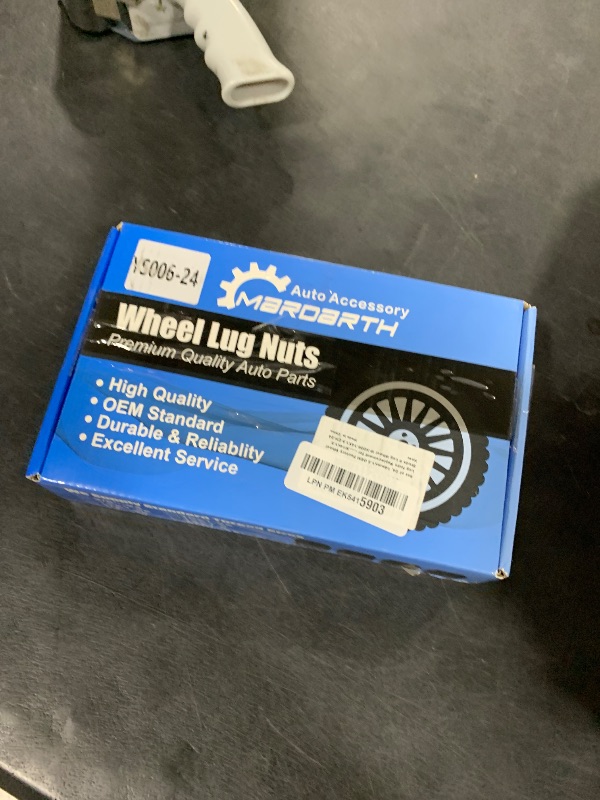 YS006-24
Auto Accessory
MARDARTH
Wheel Lug Nuts
Premium Quality Auto Parts
• High Quality
• OEM Standard
• Durable & Reliablity
• Excellent Service
LPN PM EK5415903